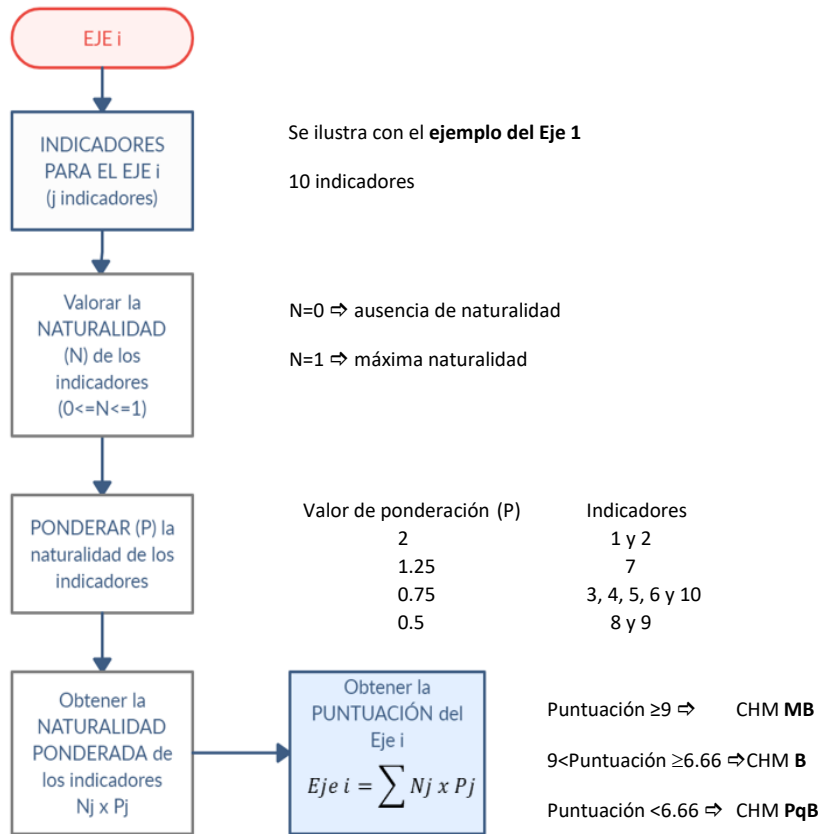 EJE i
INDICADORES
PARA EL EJE i
(j indicadores)
Se ilustra con el ejemplo del Eje 1
10 indicadores
Valorar la
NATURALIDAD
(N) de los
indicadores
(0<=N<=1)
N=0 ⇨ ausencia de naturalidad
N=1 ⇨ máxima naturalidad
PONDERAR (P) la
naturalidad de los
indicadores
Valor de ponderación (P) Indicadores
2 1 y 2
1.25 7
0.75 3, 4, 5, 6 y 10
0.5 8 y 9
Obtener la
NATURALIDAD
PONDERADA de
los indicadores
Nj x Pj
Obtener la
PUNTUACIÓN del
Eje i
Eje i = ∑ Nj x Pj
Puntuación ≥9 ⇨ CHM MB
9<Puntuación ≥6.66 ⇨CHM B
Puntuación <6.66 ⇨ CHM PqB